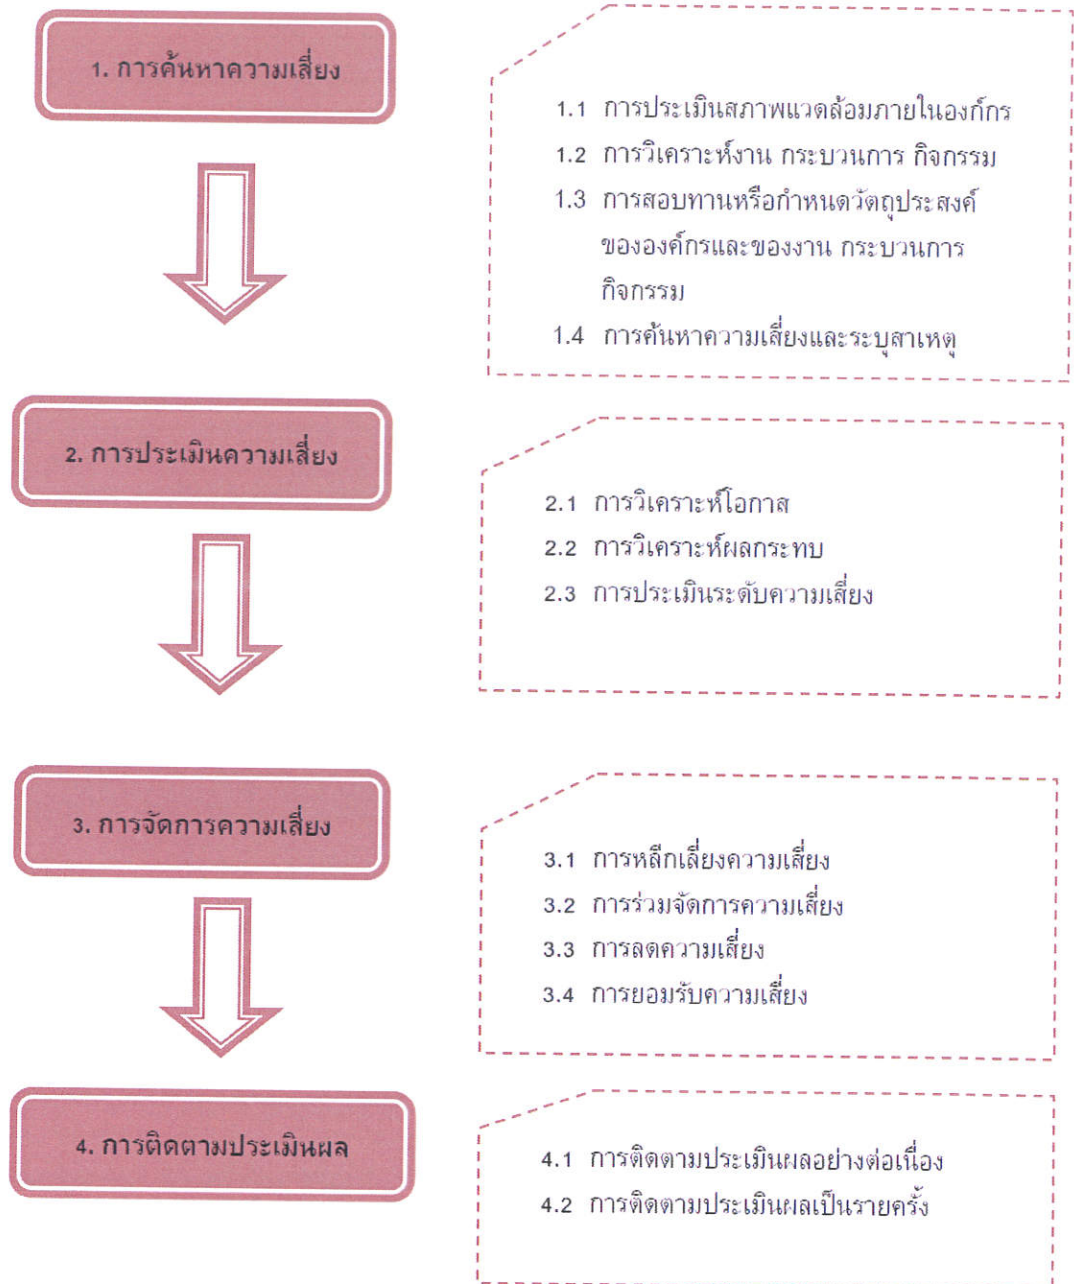 1. การค้นหาความเสี่ยง
1.1 การประเมินสภาพแวดล้อมภายในองค์กร
1.2 การวิเคราะห์งาน กระบวนการ กิจกรรม
1.3 การสอบทานหรือกำหนดวัตถุประสงค์
ขององค์กรและของงาน กระบวนการ
กิจกรรม
1.4 การค้นหาความเสี่ยงและระบุสาเหตุ
2. การประเมินความเสี่ยง
2.1 การวิเคราะห์โอกาส
2.2 การวิเคราะห์ผลกระทบ
2.3 การประเมินระดับความเสี่ยง
3. การจัดการความเสี่ยง
3.1 การหลีกเลี่ยงความเสี่ยง
3.2 การร่วมจัดการความเสี่ยง
3.3 การลดความเสี่ยง
3.4 การยอมรับความเสี่ยง
4. การติดตามประเมินผล
4.1 การติดตามประเมินผลอย่างต่อเนื่อง
4.2 การติดตามประเมินผลเป็นรายครั้ง